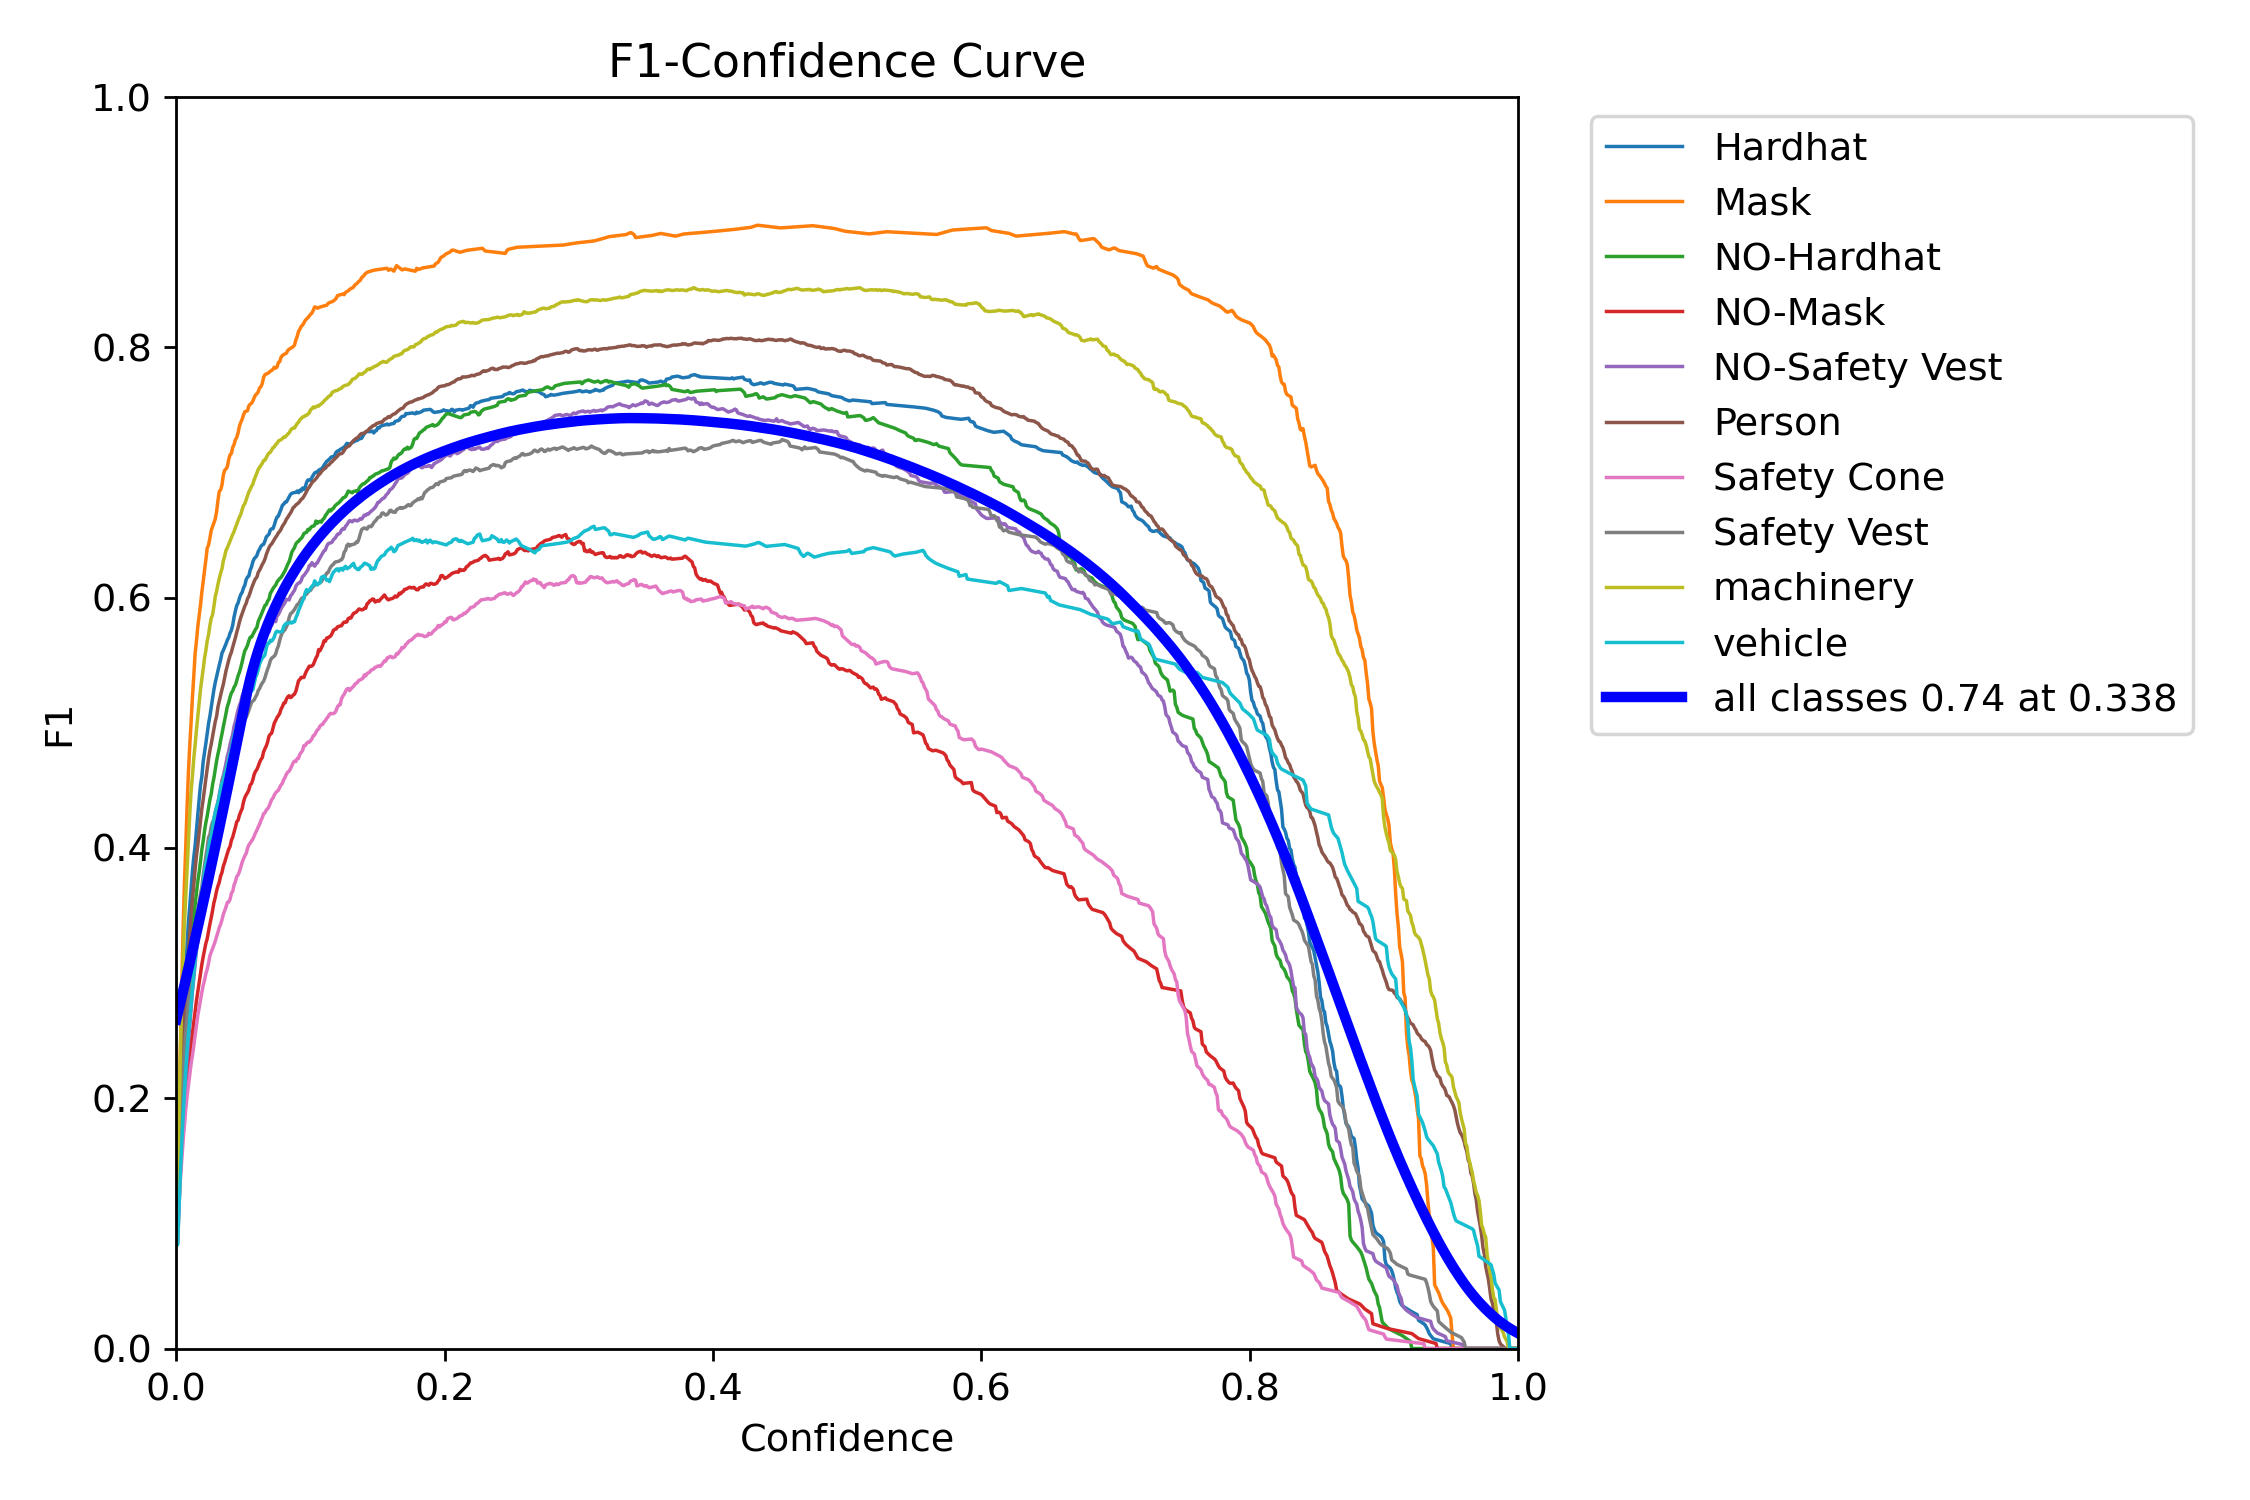 F1-Confidence Curve
1.0
0.8
0.6
0.4
0.2
0.0
F1
0.0 0.2 0.4 0.6 0.8 1.0
Confidence
Hardhat
Mask
NO-Hardhat
NO-Mask
NO-Safety Vest
Person
Safety Cone
Safety Vest
machinery
vehicle
all classes 0.74 at 0.338